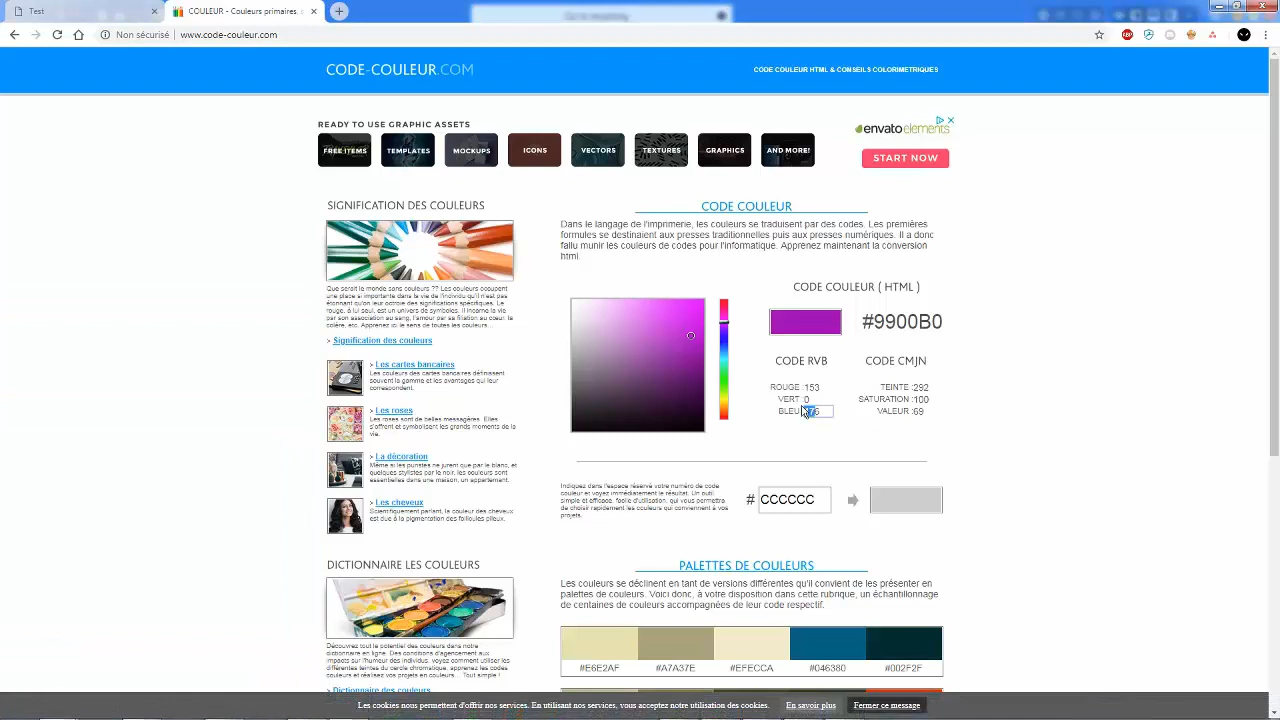 Test
COULEUR - Couleurs primaires,
Non sécurisé
www.code-couleur.com
CODE-COULEUR.COM
CODE COULEUR HTML & CONSEILS COLORIMETRIQUES
READY TO USE GRAPHIC ASSETS
FREE ITEMS
TEMPLATES
MOCKUPS
ICONS
VECTORS
TEXTURES
GRAPHICS
AND MORE!
envatoelements
START NOW
SIGNIFICATION DES COULEURS
Que serait le monde sans couleurs ?? Les couleurs occupent
une place si importante dans la vie de l'individu qu'il n'est pas
étonnant qu'on leur octroie des significations spécifiques. Le
rouge, à lui seul, est un univers de symboles. Il incarne la vie
par son association au sang, l'amour par sa filiation au cœur, la
colère, etc. Apprenez ici le sens de toutes les couleurs...
> Signification des couleurs
> Les cartes bancaires
Les couleurs des cartes bancaires définissent
souvent la gamme et les avantages qui leur
correspondent.
> Les roses
Les roses sont de belles messagères. Elles
s'offrent et symbolisent les grands moments de la
vie.
> La décoration
Même si les puristes ne jurent que par le blanc, et
quelques stylistes par le noir, les couleurs sont
essentielles dans une maison, un appartement.
> Les cheveux
Scientifiquement parlant, la couleur des cheveux
est due à la pigmentation des follicules pileux.
DICTIONNAIRE LES COULEURS
Découvrez tout le potentiel des couleurs dans notre
dictionnaire en ligne. Des conditions d'agencement aux
impacts sur l'humeur des individus, voyez comment utiliser les
différentes teintes du cercle chromatique, apprenez les codes
couleurs et réalisez vos projets en couleurs... Tout simple !
> Dictionnaire des couleurs
CODE COULEUR
Dans le langage de l'imprimerie, les couleurs se traduisent par des codes. Les premières
formules se destinaient aux presses traditionnelles puis aux presses numériques. Il a donc
fallu munir les couleurs de codes pour l'informatique. Apprenez maintenant la conversion
html.
CODE COULEUR ( HTML )
#9900B0
CODE RVB
CODE CMJN
ROUGE :153
TEINTE :292
VERT :0
SATURATION :100
BLEU
VALEUR :69
Indiquez dans l'espace réservé votre numéro de code
couleur et voyez immédiatement le résultat. Un outil
simple et efficace, facile d'utilisation, qui vous permettra
de choisir rapidement les couleurs qui conviennent à vos
projets.
# CCCCCC
PALETTES DE COULEURS
Les couleurs se déclinent en tant de versions différentes qu'il convient de les présenter en
palettes de couleurs. Voici donc, à votre disposition dans cette rubrique, un échantillonnage
de centaines de couleurs accompagnées de leur code respectif.
#E6E2AF
#A7A37E
#EFECCA
#046380
#002F2F
Les cookies nous permettent d'offrir nos services. En utilisant nos services, vous acceptez notre utilisation des cookies.
En savoir plus
Fermer ce message